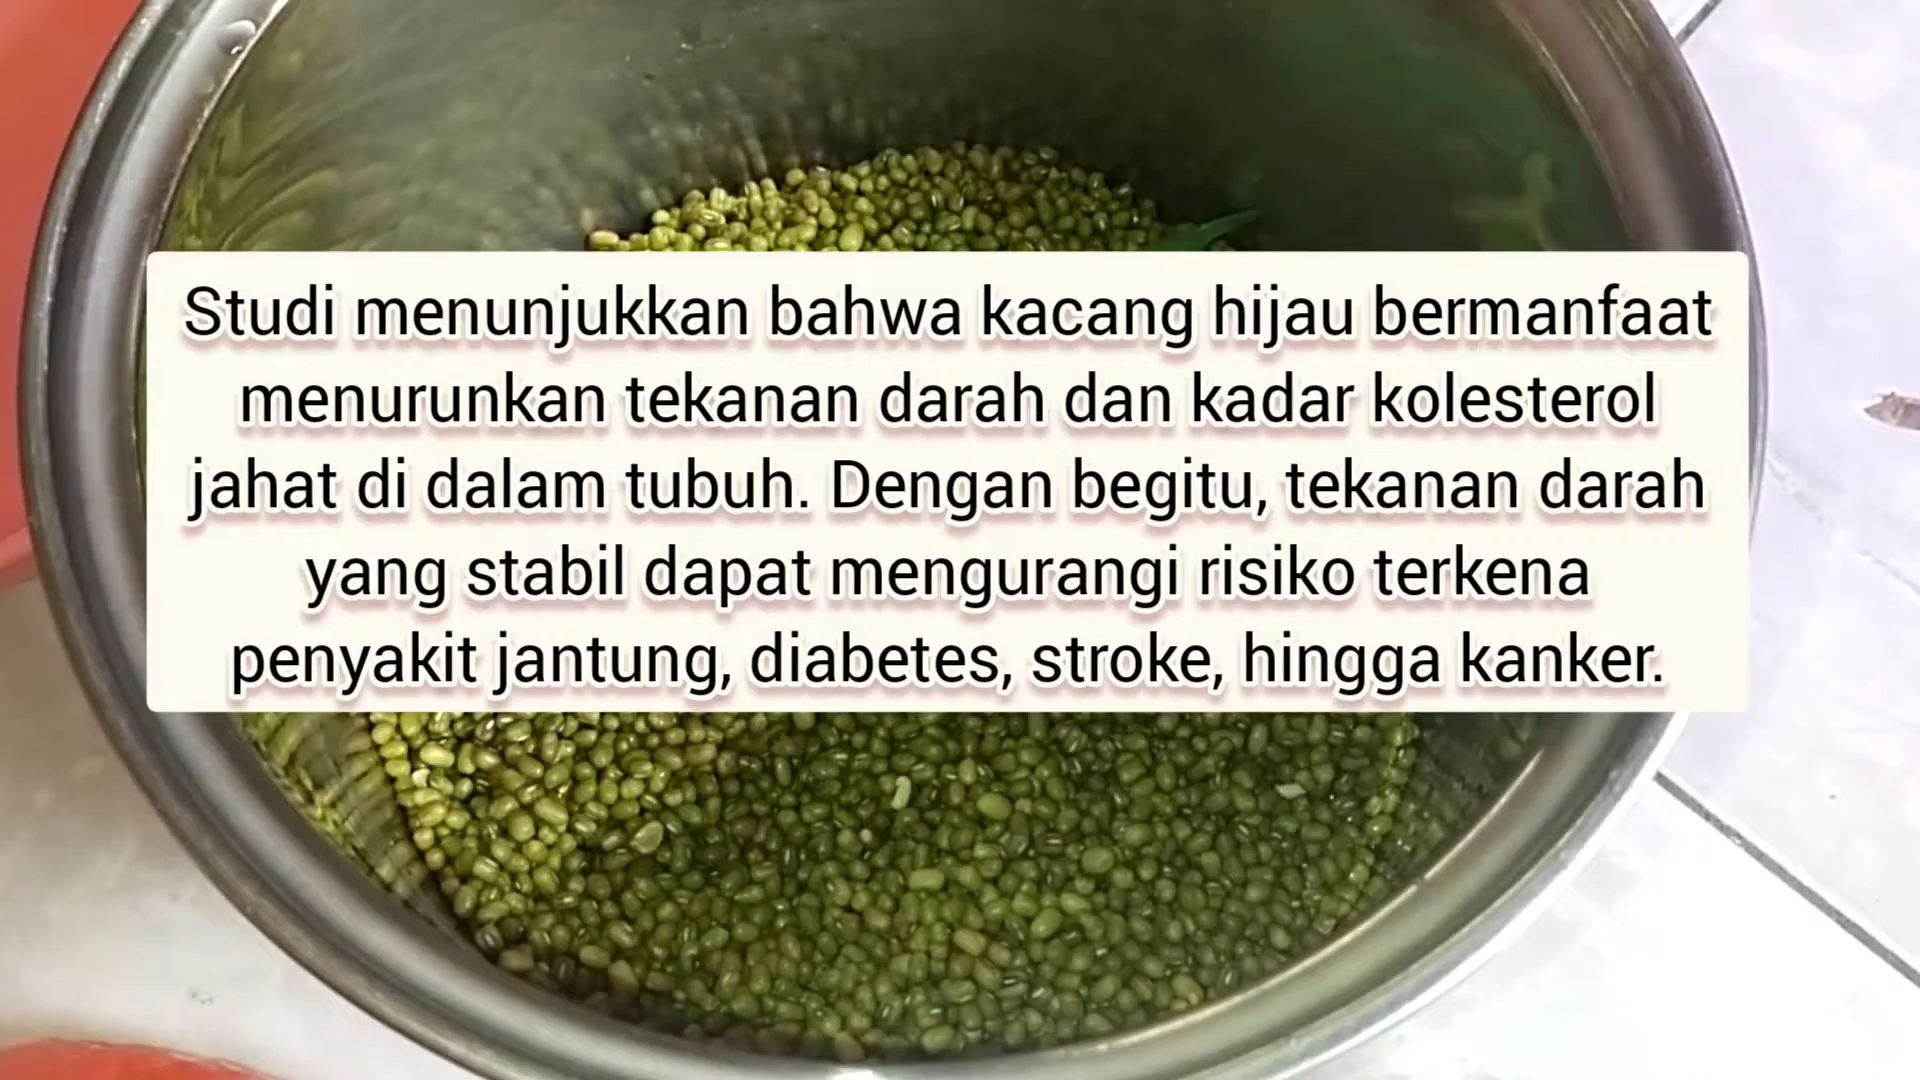 Studi menunjukkan bahwa kacang hijau bermanfaat
menurunkan tekanan darah dan kadar kolesterol
jahat di dalam tubuh. Dengan begitu, tekanan darah
yang stabil dapat mengurangi risiko terkena
penyakit jantung, diabetes, stroke, hingga kanker.